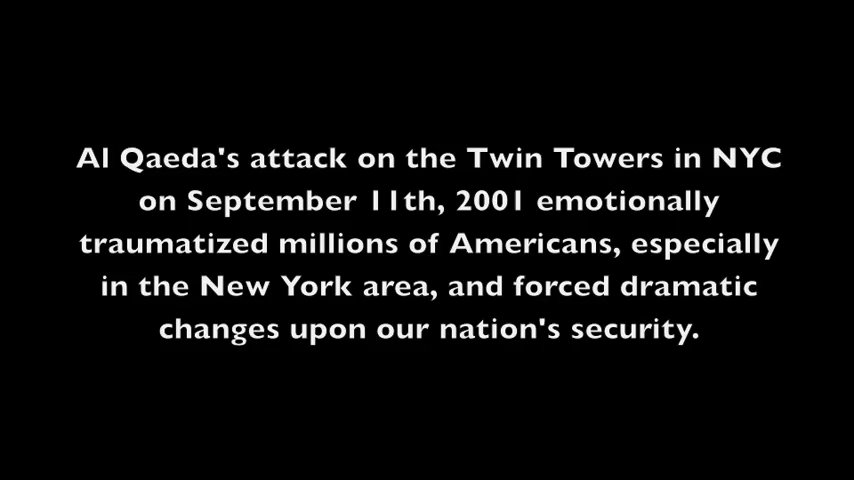 Al Qaeda's attack on the Twin Towers in NYC
on September 11th, 2001 emotionally
traumatized millions of Americans, especially
in the New York area, and forced dramatic
changes upon our nation's security.